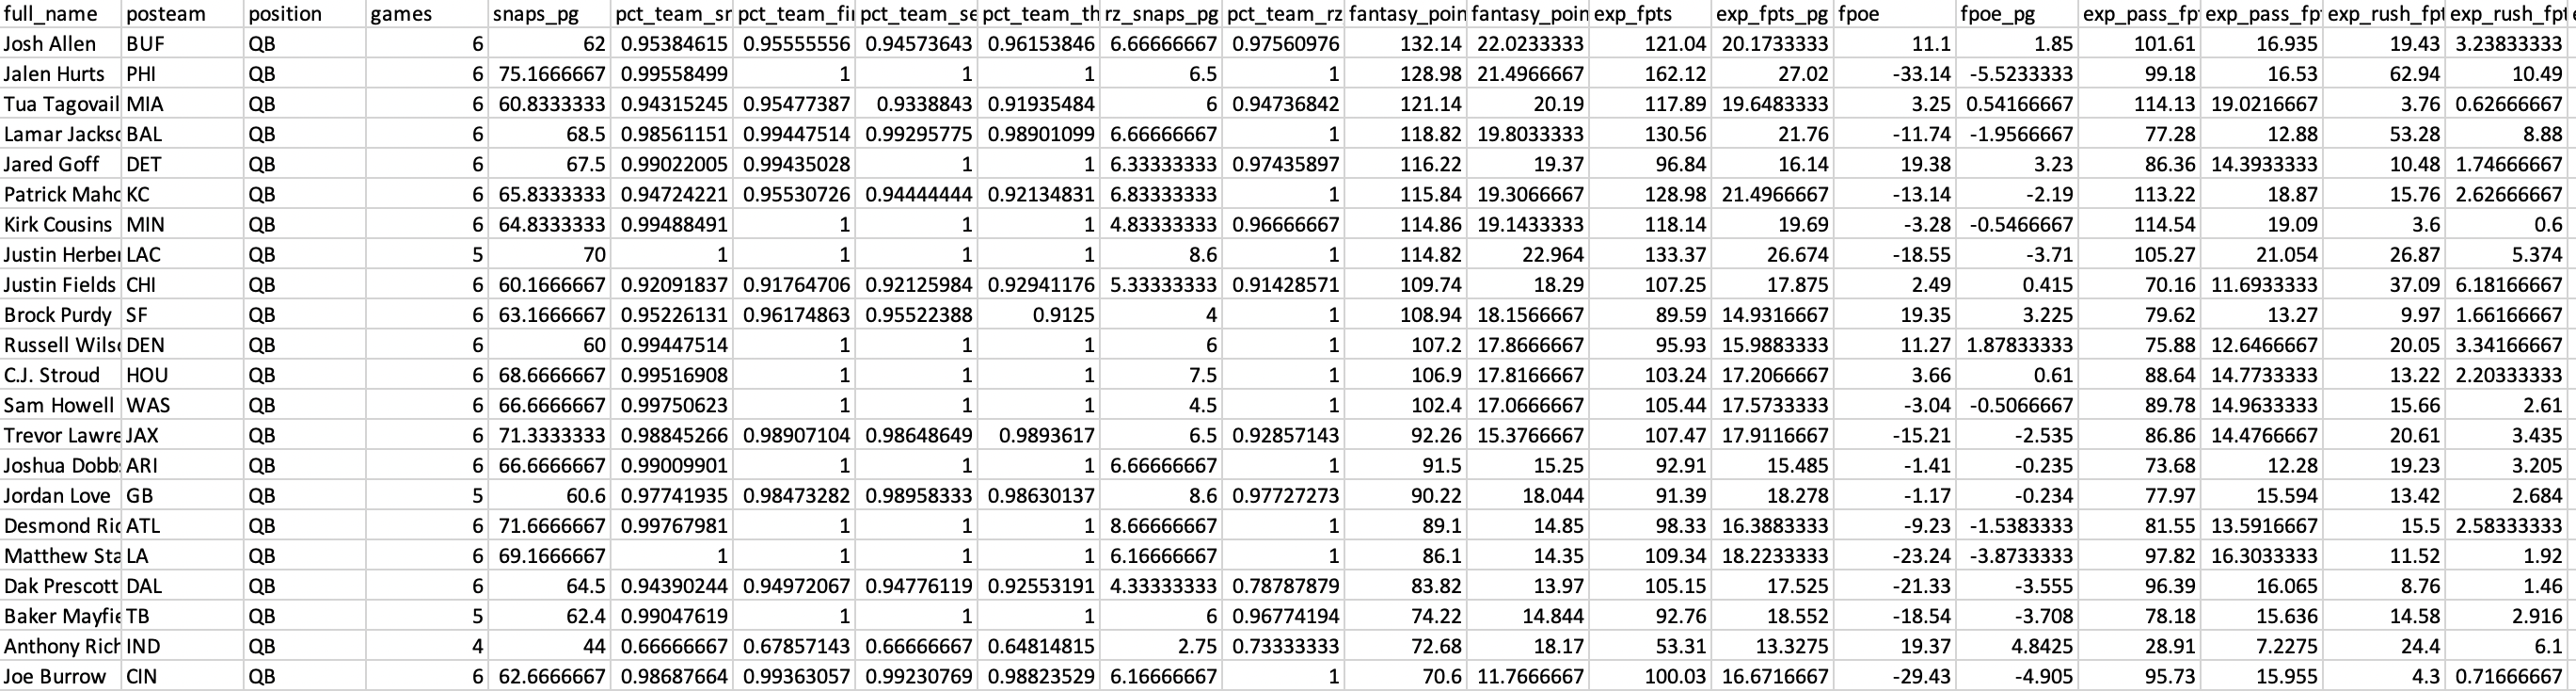 full_name posteam position games snaps_pg pct_team_sn pct_team_fi pct_team_se pct_team_th rz_snaps_pg pct_team_rz fantasy_poin fantasy_poin exp_fpts exp_fpts_pg fpoe fpoe_pg exp_pass_fp exp_pass_fp exp_rush_fpt exp_rush_fpt
Josh Allen BUF QB 6 62 0.95384615 0.95555556 0.94573643 0.96153846 6.66666667 0.97560976 132.14 22.0233333 121.04 20.1733333 11.1 1.85 101.61 16.935 19.43 3.23833333
Jalen Hurts PHI QB 6 75.1666667 0.99558499 1 1 1 6.5 1 128.98 21.4966667 162.12 27.02 -33.14 -5.5233333 99.18 16.53 62.94 10.49
Tua Tagovail MIA QB 6 60.8333333 0.94315245 0.95477387 0.9338843 0.91935484 6 0.94736842 121.14 20.19 117.89 19.6483333 3.25 0.54166667 114.13 19.0216667 3.76 0.62666667
Lamar Jackso BAL QB 6 68.5 0.98561151 0.99447514 0.99295775 0.98901099 6.66666667 1 118.82 19.8033333 130.56 21.76 -11.74 -1.9566667 77.28 12.88 53.28 8.88
Jared Goff DET QB 6 67.5 0.99022005 0.99435028 1 1 6.33333333 0.97435897 116.22 19.37 96.84 16.14 19.38 3.23 86.36 14.3933333 10.48 1.74666667
Patrick Maho KC QB 6 65.8333333 0.94724221 0.95530726 0.94444444 0.92134831 6.83333333 1 115.84 19.3066667 128.98 21.4966667 -13.14 -2.19 113.22 18.87 15.76 2.62666667
Kirk Cousins MIN QB 6 64.8333333 0.99488491 1 1 1 4.83333333 0.96666667 114.86 19.1433333 118.14 19.69 -3.28 -0.5466667 114.54 19.09 3.6 0.6
Justin Herber LAC QB 5 70 1 1 1 1 8.6 1 114.82 22.964 133.37 26.674 -18.55 -3.71 105.27 21.054 26.87 5.374
Justin Fields CHI QB 6 60.1666667 0.92091837 0.91764706 0.92125984 0.92941176 5.33333333 0.91428571 109.74 18.29 107.25 17.875 2.49 0.415 70.16 11.6933333 37.09 6.18166667
Brock Purdy SF QB 6 63.1666667 0.95226131 0.96174863 0.95522388 0.9125 4 1 108.94 18.1566667 89.59 14.9316667 19.35 3.225 79.62 13.27 9.97 1.66166667
Russell Wilso DEN QB 6 60 0.99447514 1 1 1 6 1 107.2 17.8666667 95.93 15.9883333 11.27 1.87833333 75.88 12.6466667 20.05 3.34166667
C.J. Stroud HOU QB 6 68.6666667 0.99516908 1 1 1 7.5 1 106.9 17.8166667 103.24 17.2066667 3.66 0.61 88.64 14.7733333 13.22 2.20333333
Sam Howell WAS QB 6 66.6666667 0.99750623 1 1 1 4.5 1 102.4 17.0666667 105.44 17.5733333 -3.04 -0.5066667 89.78 14.9633333 15.66 2.61
Trevor Lawre JAX QB 6 71.3333333 0.98845266 0.98907104 0.98648649 0.9893617 6.5 0.92857143 92.26 15.3766667 107.47 17.9116667 -15.21 -2.535 86.86 14.4766667 20.61 3.435
Joshua Dobb ARI QB 6 66.6666667 0.99009901 1 1 1 6.66666667 1 91.5 15.25 92.91 15.485 -1.41 -0.235 73.68 12.28 19.23 3.205
Jordan Love GB QB 5 60.6 0.97741935 0.98473282 0.98958333 0.98630137 8.6 0.97727273 90.22 18.044 91.39 18.278 -1.17 -0.234 77.97 15.594 13.42 2.684
Desmond Rid ATL QB 6 71.6666667 0.99767981 1 1 1 8.66666667 1 89.1 14.85 98.33 16.3883333 -9.23 -1.5383333 81.55 13.5916667 15.5 2.58333333
Matthew Sta LA QB 6 69.1666667 1 1 1 1 6.16666667 1 86.1 14.35 109.34 18.2233333 -23.24 -3.8733333 97.82 16.3033333 11.52 1.92
Dak Prescott DAL QB 6 64.5 0.94390244 0.94972067 0.94776119 0.92553191 4.33333333 0.78787879 83.82 13.97 105.15 17.525 -21.33 -3.555 96.39 16.065 8.76 1.46
Baker Mayfie TB QB 5 62.4 0.99047619 1 1 1 6 0.96774194 74.22 14.844 92.76 18.552 -18.54 -3.708 78.18 15.636 14.58 2.916
Anthony Rich IND QB 4 44 0.66666667 0.67857143 0.66666667 0.64814815 2.75 0.73333333 72.68 18.17 53.31 13.3275 19.37 4.8425 28.91 7.2275 24.4 6.1
Joe Burrow CIN QB 6 62.6666667 0.98687664 0.99363057 0.99230769 0.98823529 6.16666667 1 70.6 11.7666667 100.03 16.6716667 -29.43 -4.905 95.73 15.955 4.3 0.71666667